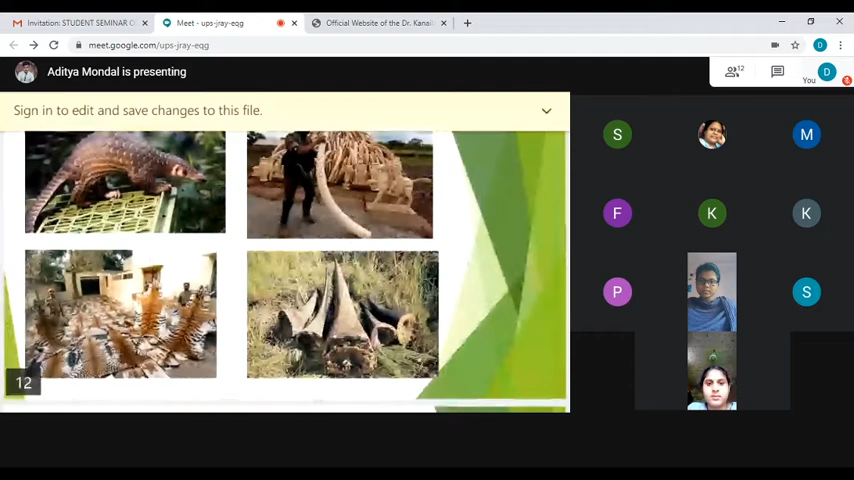 Invitation: STUDENT SEMINAR O
Meet - ups-jray-eqg
Official Website of the Dr. Kanail
meet.google.com/ups-jray-eqg
D
Aditya Mondal is presenting
12
You
D
Sign in to edit and save changes to this file.
S
M
F
K
K
P
S
12